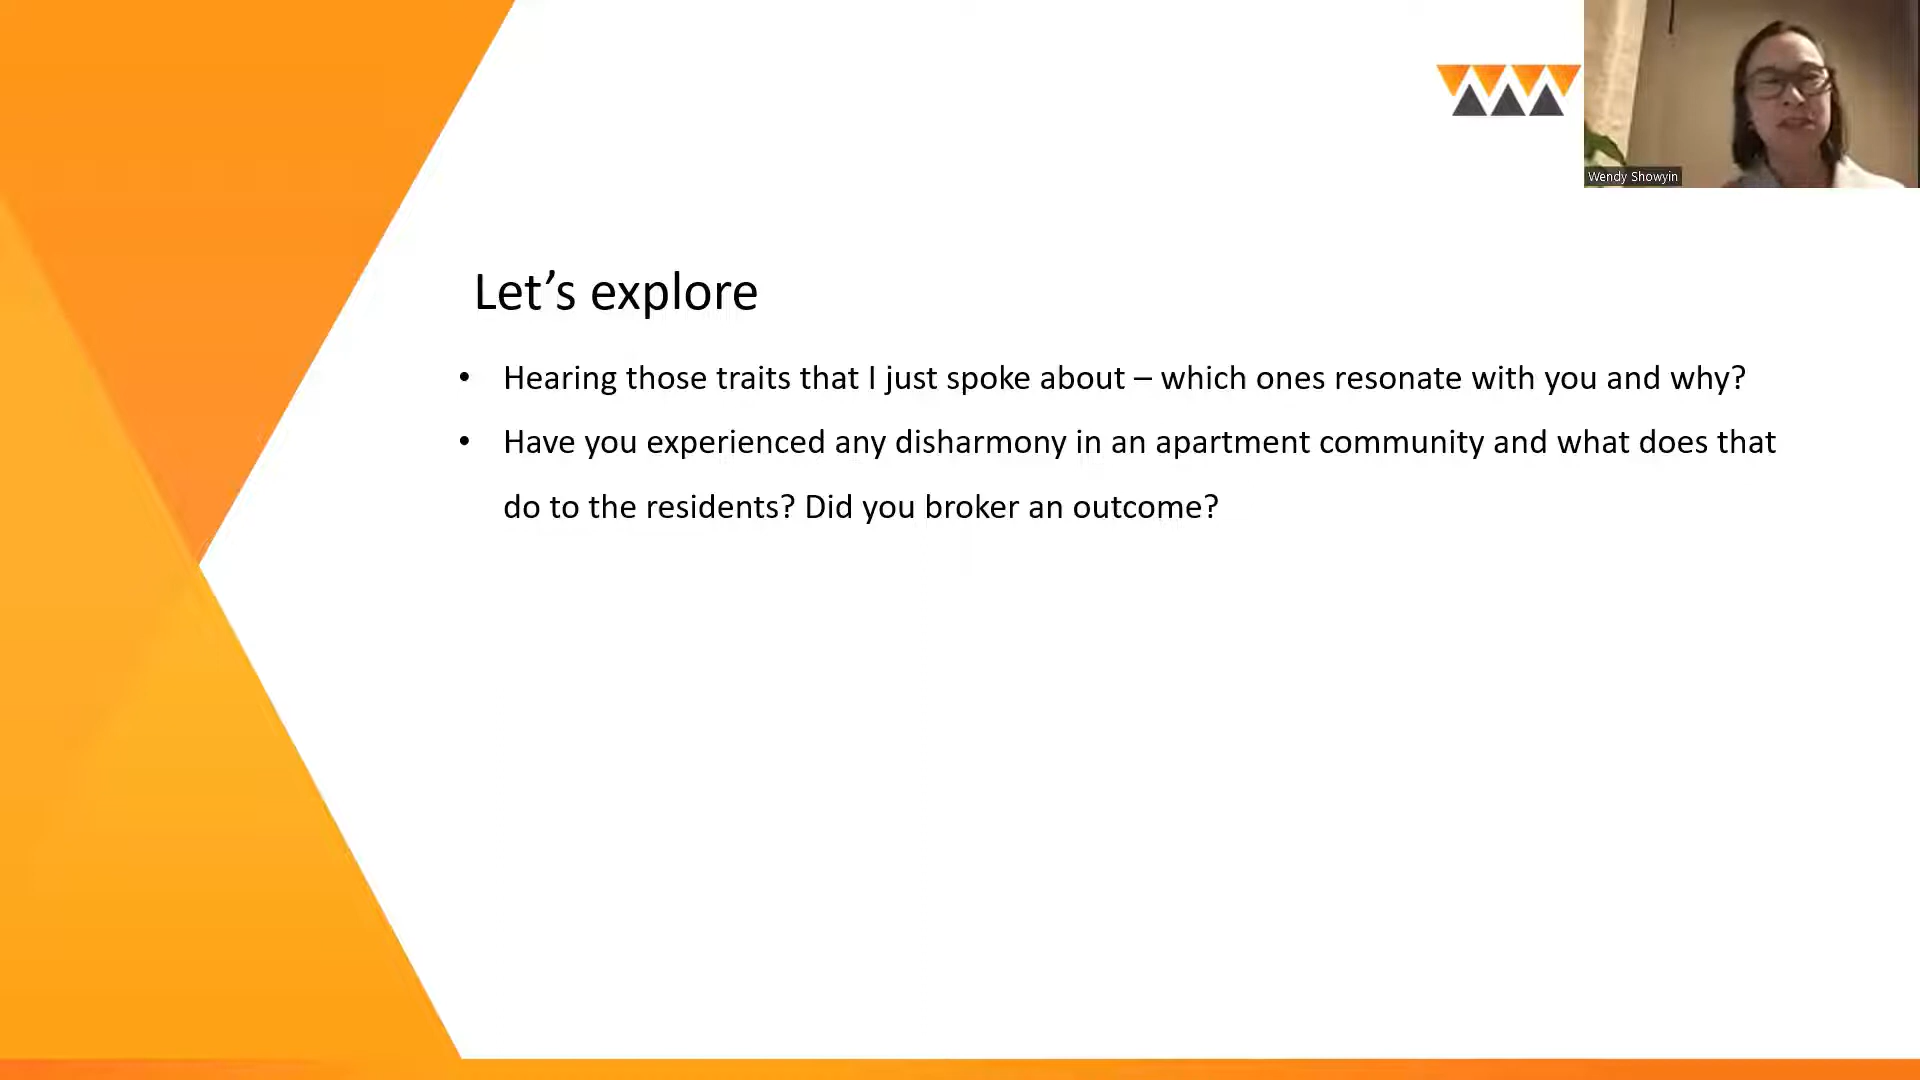 Wendy Showyin
Let’s explore
• Hearing those traits that I just spoke about – which ones resonate with you and why?
• Have you experienced any disharmony in an apartment community and what does that
do to the residents? Did you broker an outcome?